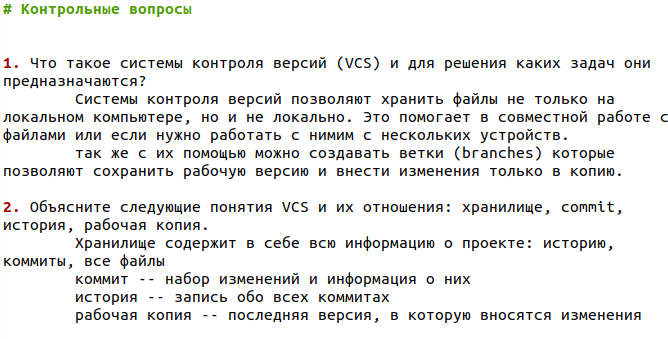 # Контрольные вопросы
1. Что такое системы контроля версий (VCS) и для решения каких задач они
предназначаются?
Системы контроля версий позволяют хранить файлы не только на
локальном компьютере, но и не локально. Это помогает в совместной работе с
файлами или если нужно работать с нимим с нескольких устройств.
так же с их помощью можно создавать ветки (branches) которые
позволяют сохранить рабочую версию и внести изменения только в копию.
2. Объясните следующие понятия VCS и их отношения: хранилище, commit,
история, рабочая копия.
Хранилище содержит в себе всю информацию о проекте: историю,
коммиты, все файлы
коммит -- набор изменений и информация о них
история -- запись обо всех коммитах
рабочая копия -- последняя версия, в которую вносятся изменения